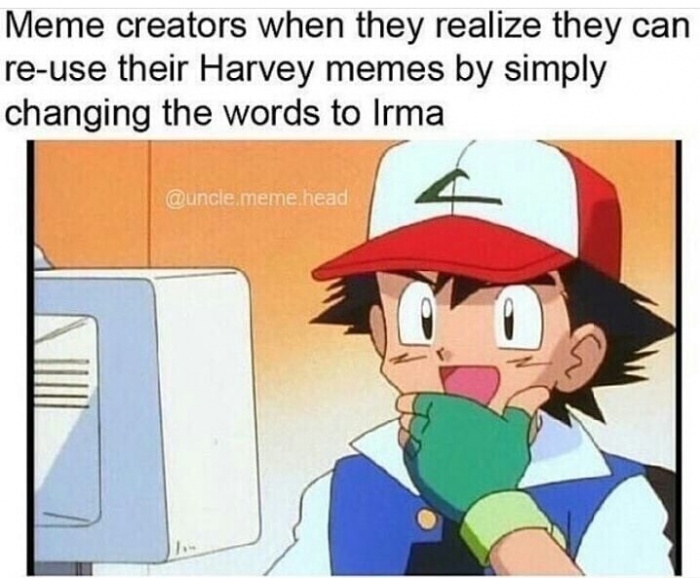 Meme creators when they realize they can
re-use their Harvey memes by simply
changing the words to Irma
@uncle.meme.head